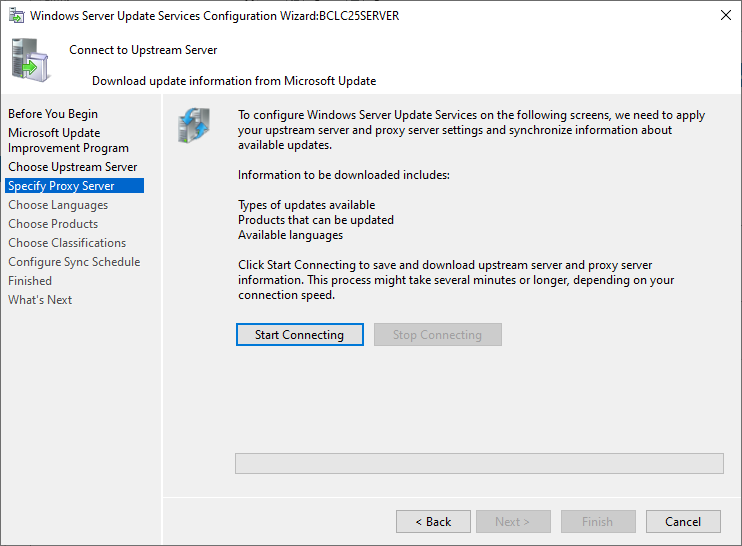 Windows Server Update Services Configuration Wizard:BCLC25SERVER
Connect to Upstream Server
Download update information from Microsoft Update
Before You Begin
Microsoft Update
Improvement Program
Choose Upstream Server
Specify Proxy Server
Choose Languages
Choose Products
Choose Classifications
Configure Sync Schedule
Finished
What's Next
To configure Windows Server Update Services on the following screens, we need to apply
your upstream server and proxy server settings and synchronize information about
available updates.
Information to be downloaded includes:
Types of updates available
Products that can be updated
Available languages
Click Start Connecting to save and download upstream server and proxy server
information. This process might take several minutes or longer, depending on your
connection speed.
Start Connecting
Stop Connecting
< Back
Next >
Finish
Cancel